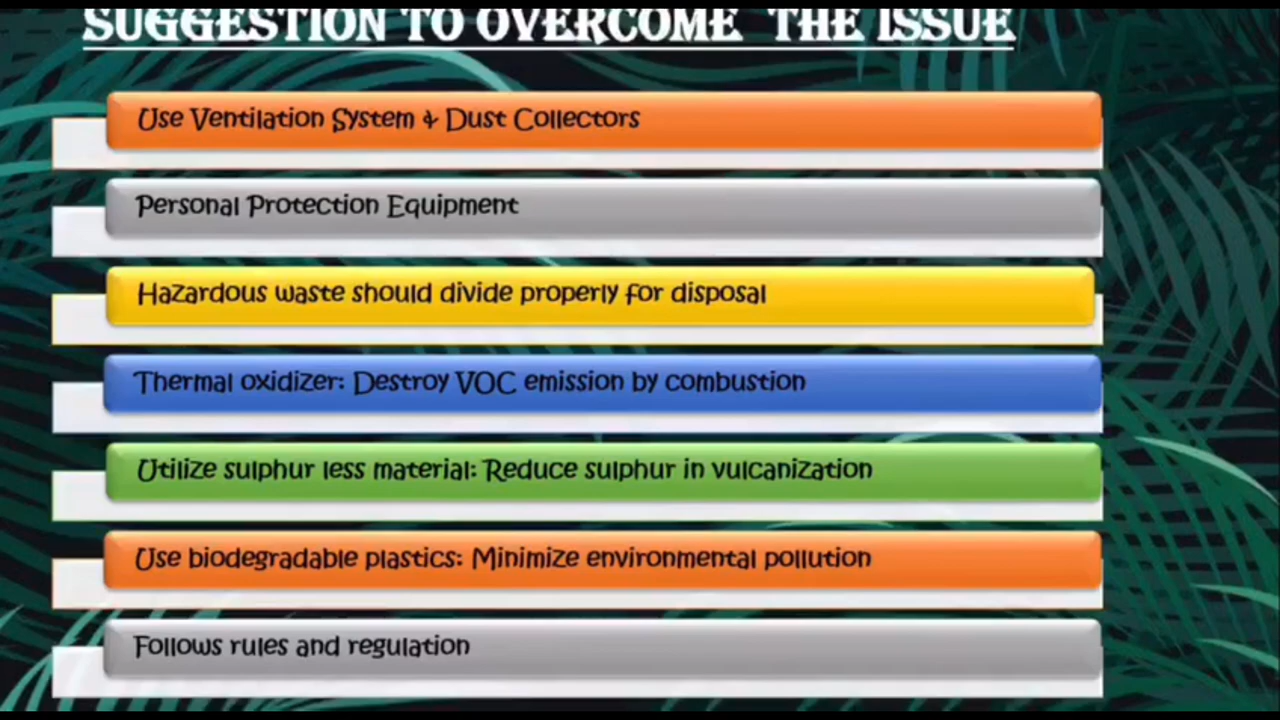 SUGGESTION TO OVERCOME THE ISSUE
Use Ventilation System & Dust Collectors
Personal Protection Equipment
Hazardous waste should divide properly for disposal
Thermal oxidizer: Destroy VOC emission by combustion
Utilize sulphur less material: Reduce sulphur in vulcanization
Use biodegradable plastics: Minimize environmental pollution
Follows rules and regulation